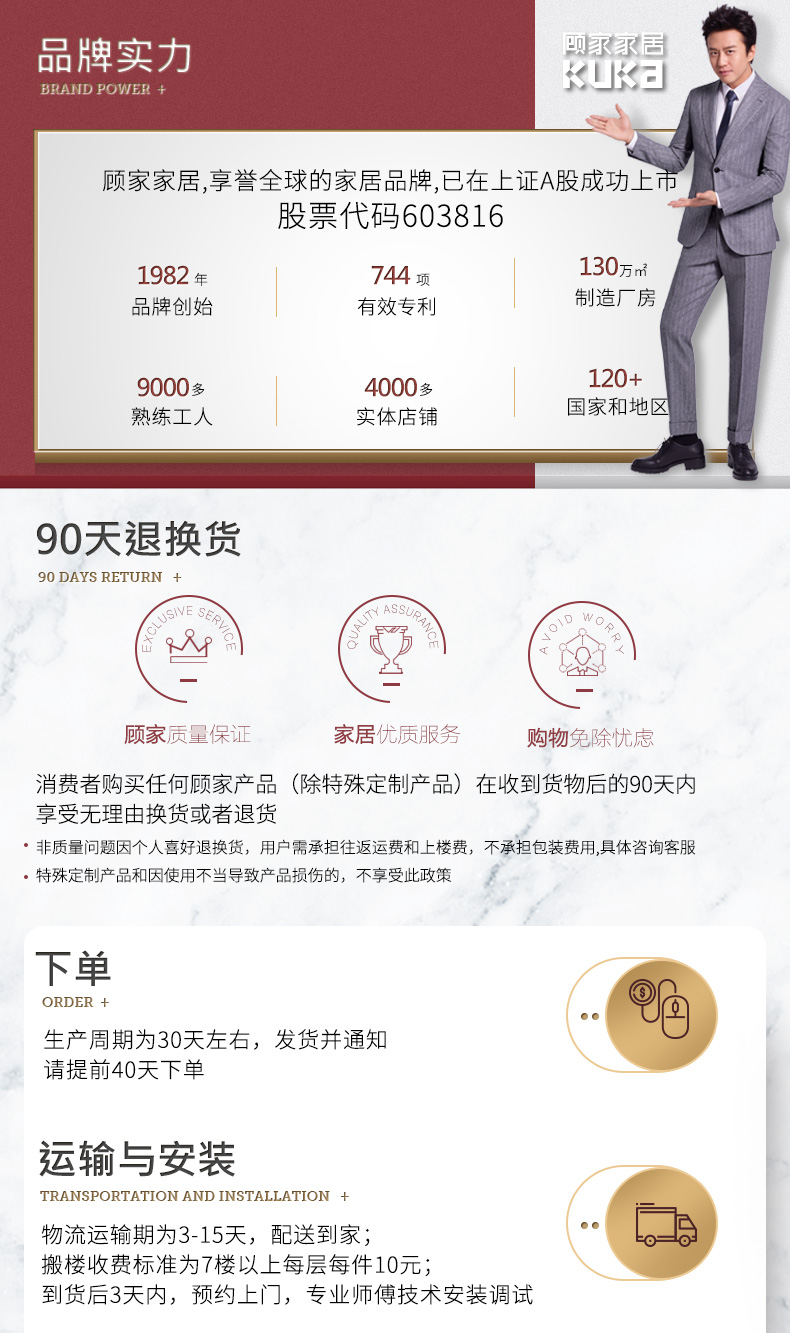 品牌实力
BRAND POWER +
顾家家居
KUKa
顾家家居,享誉全球的家居品牌,已在上证A股成功上市
股票代码603816
1982 年
品牌创始
744 项
有效专利
130万㎡
制造厂房
9000多
熟练工人
4000多
实体店铺
120+
国家和地区
90天退换货
90 DAYS RETURN +
EXCLUSIVE SERVICE
QUALITY ASSURANCE
AVOID WORRY
顾家质量保证
家居优质服务
购物免除忧虑
消费者购买任何顾家产品（除特殊定制产品）在收到货物后的90天内
享受无理由换货或者退货
• 非质量问题因个人喜好退换货，用户需承担往返运费和上楼费，不承担包装费用,具体咨询客服
• 特殊定制产品和因使用不当导致产品损伤的，不享受此政策
下单
ORDER +
生产周期为30天左右，发货并通知
请提前40天下单
$
运输与安装
TRANSPORTATION AND INSTALLATION +
物流运输期为3-15天，配送到家；
搬楼收费标准为7楼以上每层每件10元；
到货后3天内，预约上门，专业师傅技术安装调试